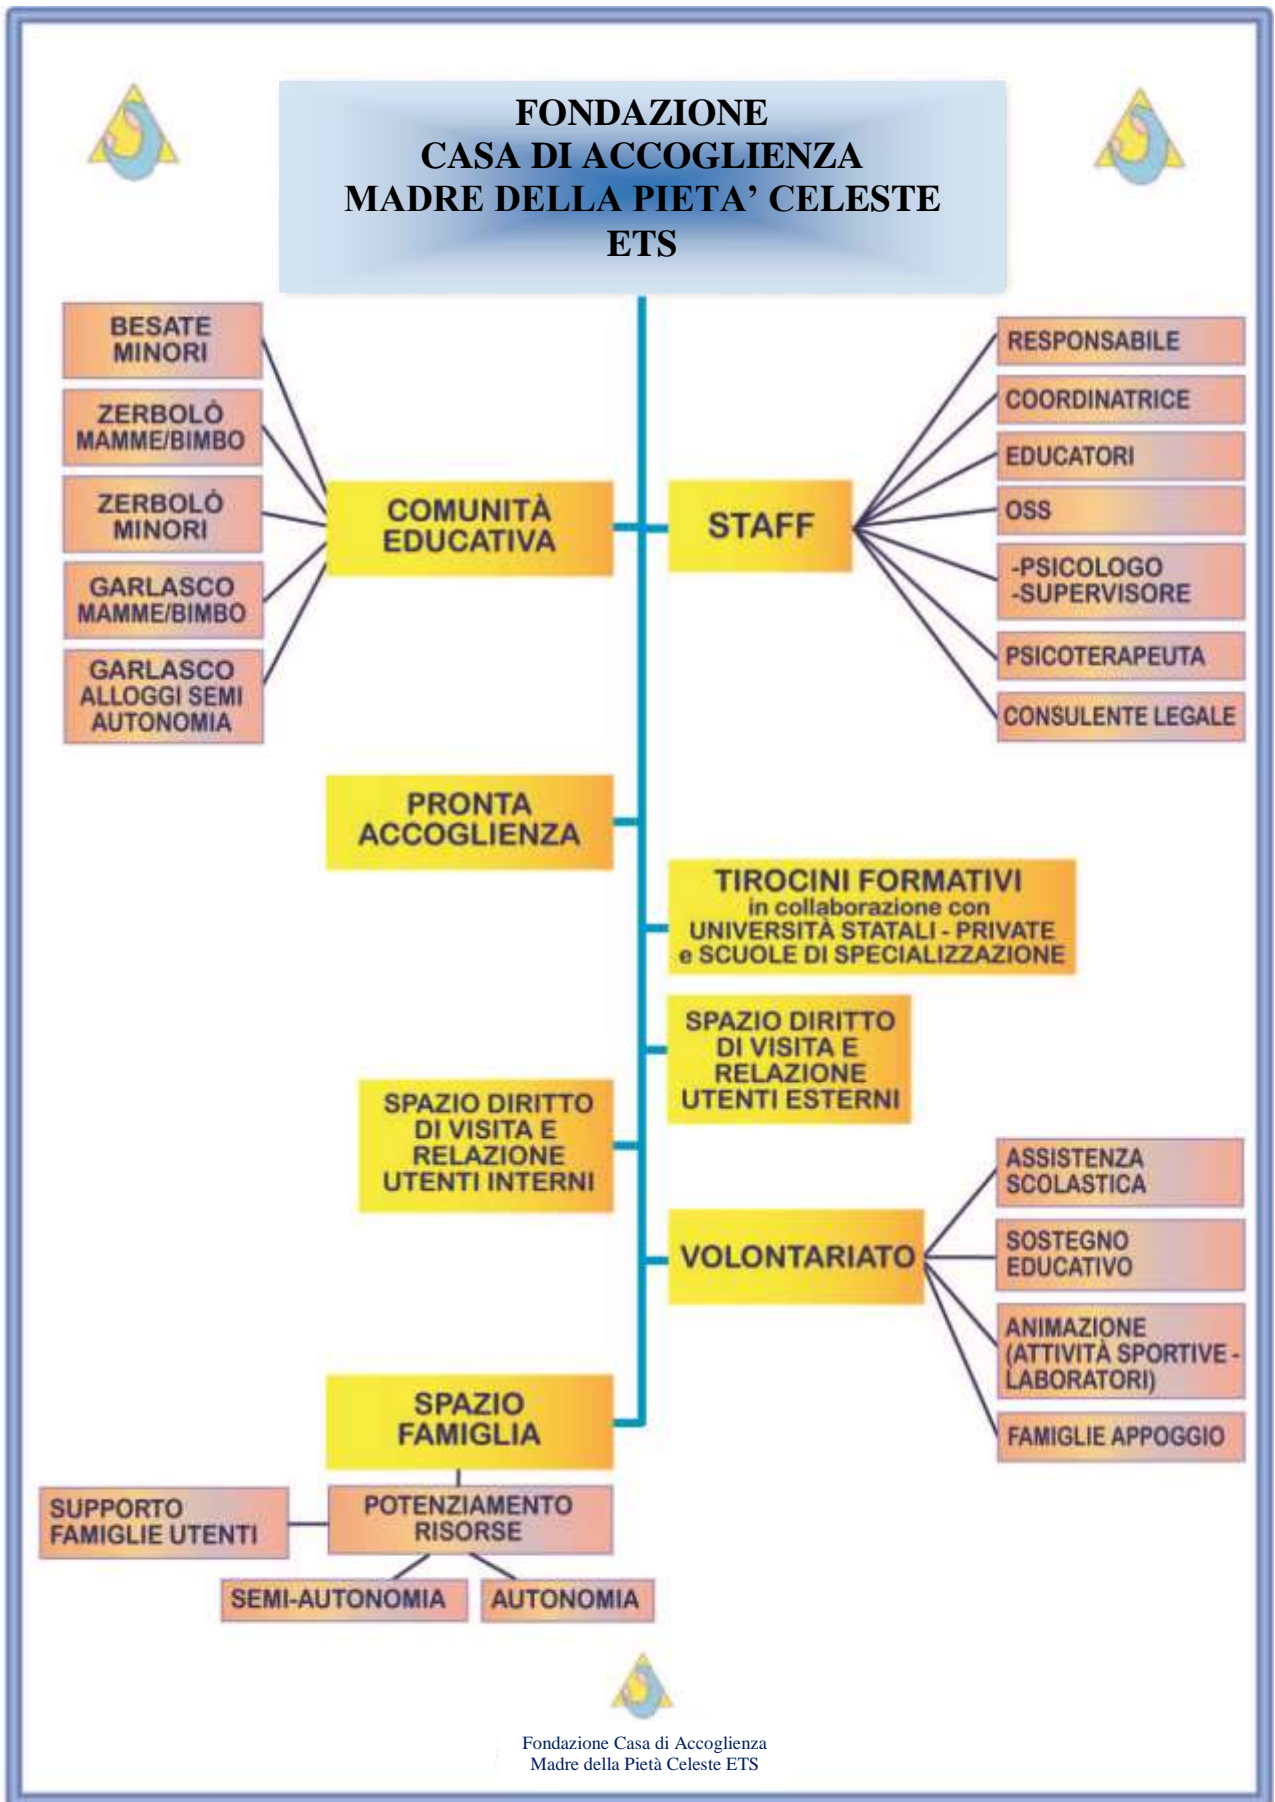 FONDAZIONE
CASA DI ACCOGLIENZA
MADRE DELLA PIETA’ CELESTE
ETS
BESATE
MINORI
ZERBOLÒ
MAMME/BIMBO
ZERBOLÒ
MINORI
GARLASCO
MAMME/BIMBO
GARLASCO
ALLOGGI SEMI
AUTONOMIA
COMUNITÀ
EDUCATIVA
STAFF
RESPONSABILE
COORDINATRICE
EDUCATORI
OSS
-PSICOLOGO
-SUPERVISORE
PSICOTERAPEUTA
CONSULENTE LEGALE
PRONTA
ACCOGLIENZA
TIROCINI FORMATIVI
in collaborazione con
UNIVERSITÀ STATALI - PRIVATE
e SCUOLE DI SPECIALIZZAZIONE
SPAZIO DIRITTO
DI VISITA E
RELAZIONE
UTENTI ESTERNI
SPAZIO DIRITTO
DI VISITA E
RELAZIONE
UTENTI INTERNI
VOLONTARIATO
ASSISTENZA
SCOLASTICA
SOSTEGNO
EDUCATIVO
ANIMAZIONE
(ATTIVITÀ SPORTIVE -
LABORATORI)
FAMIGLIE APPOGGIO
SPAZIO
FAMIGLIA
SUPPORTO
FAMIGLIE UTENTI
POTENZIAMENTO
RISORSE
SEMI-AUTONOMIA
AUTONOMIA
Fondazione Casa di Accoglienza
Madre della Pietà Celeste ETS